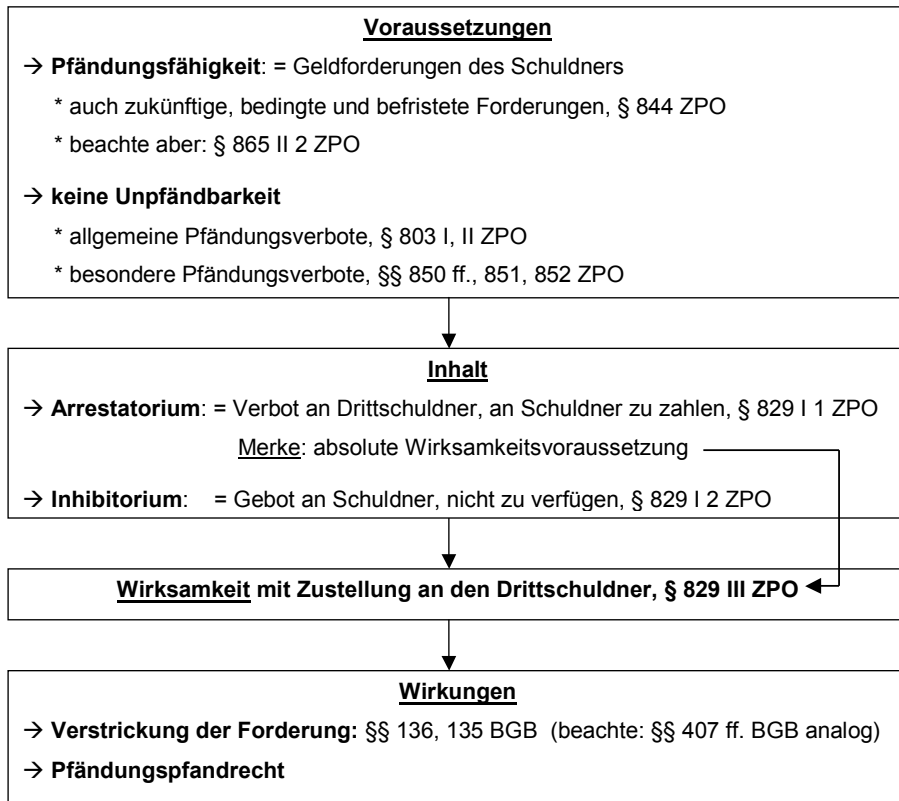 Voraussetzungen
→ Pfändungsfähigkeit: = Geldforderungen des Schuldners
* auch zukünftige, bedingte und befristete Forderungen, § 844 ZPO
* beachte aber: § 865 II 2 ZPO
→ keine Unpfändbarkeit
* allgemeine Pfändungsverbote, § 803 I, II ZPO
* besondere Pfändungsverbote, §§ 850 ff., 851, 852 ZPO
Inhalt
→ Arrestatorium: = Verbot an Drittschuldner, an Schuldner zu zahlen, § 829 I 1 ZPO
Merke: absolute Wirksamkeitsvoraussetzung
→ Inhibitorium: = Gebot an Schuldner, nicht zu verfügen, § 829 I 2 ZPO
Wirksamkeit mit Zustellung an den Drittschuldner, § 829 III ZPO
Wirkungen
→ Verstrickung der Forderung: §§ 136, 135 BGB (beachte: §§ 407 ff. BGB analog)
→ Pfändungspfandrecht